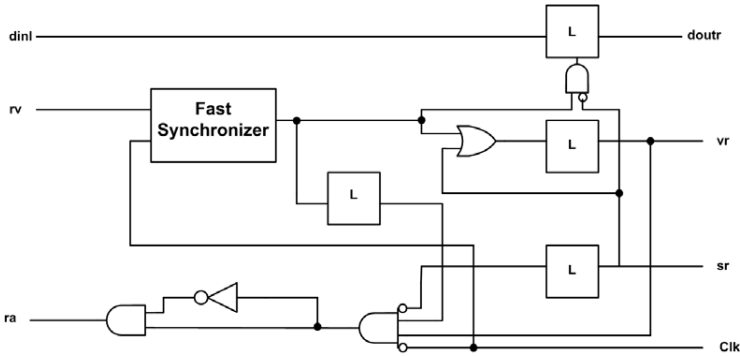 dinl
L
doutr
rv
Fast
Synchronizer
L
vr
L
L
sr
ra
Clk